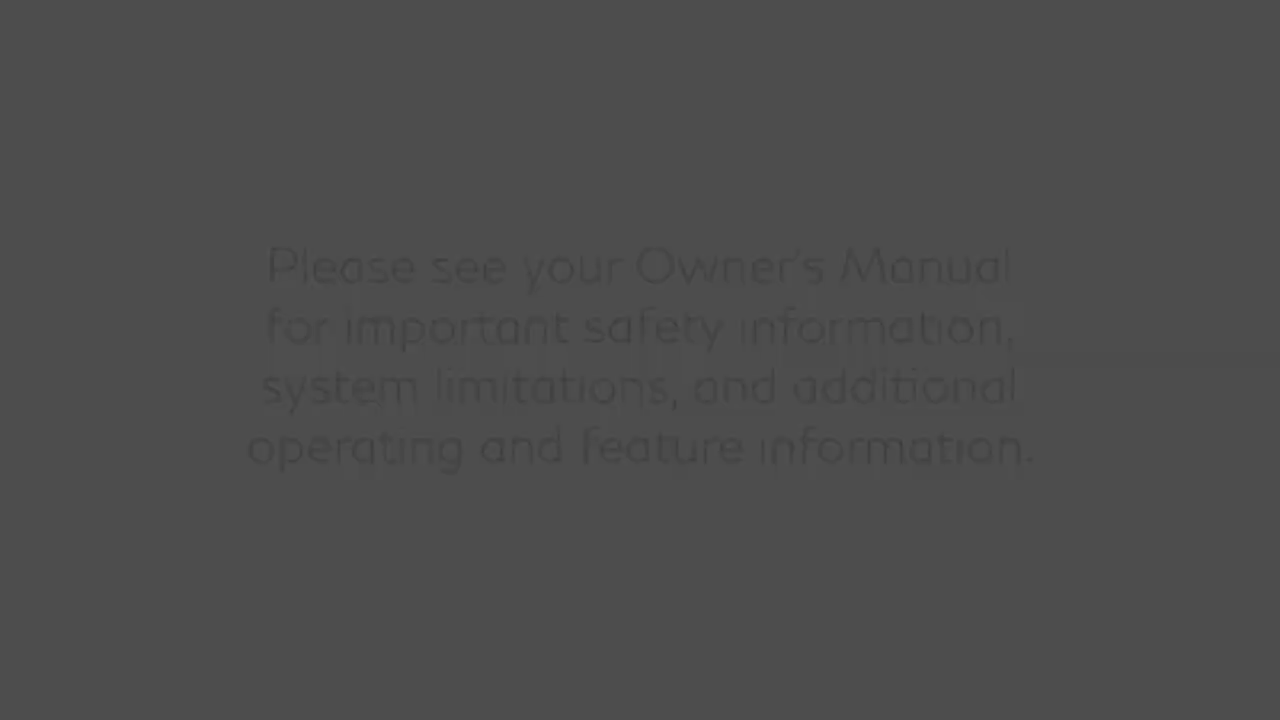 Please see your Owner's Manual
for important safety information,
system limitations, and additional
operating and feature information.